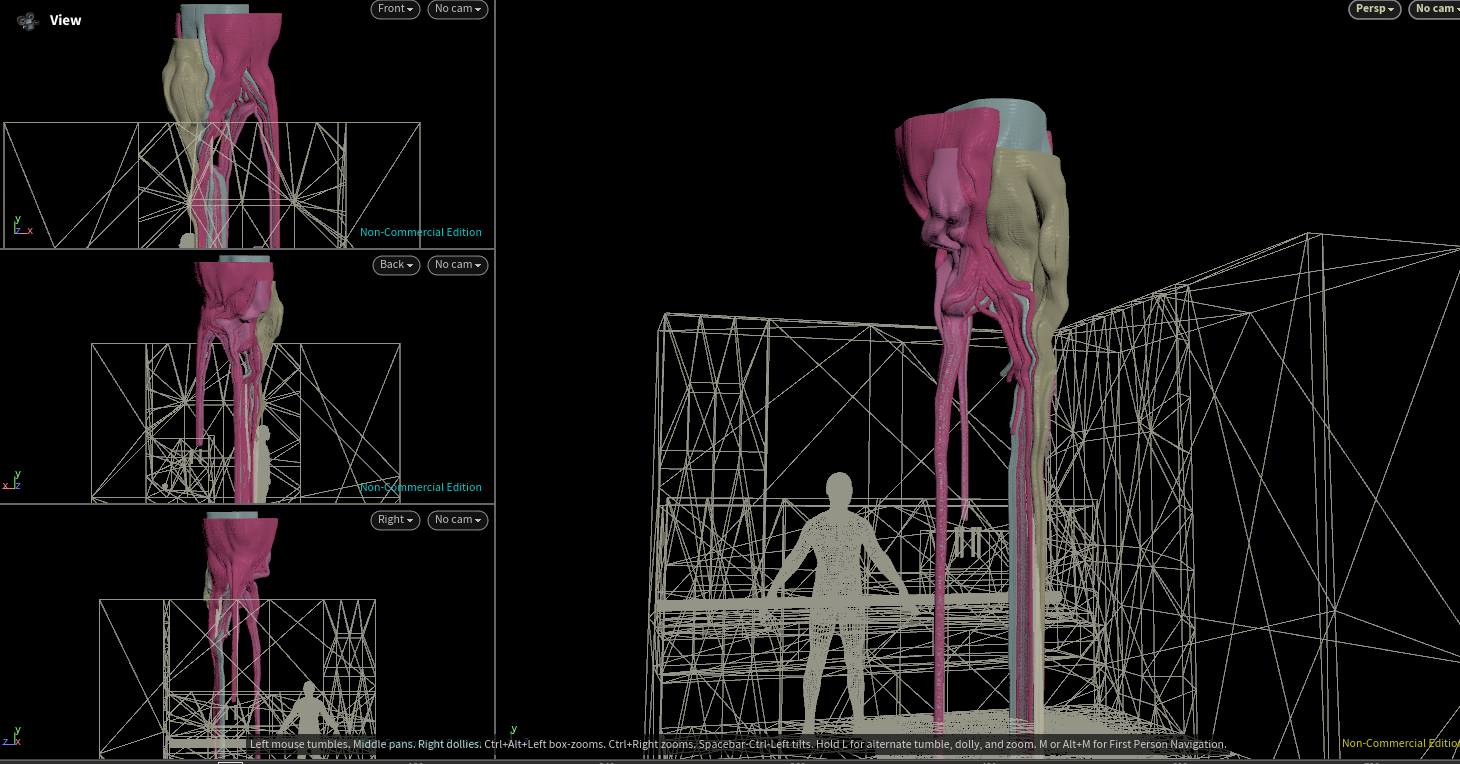 View
Front
No cam
Persp
No cam
y
z x
Non-Commercial Edition
Back
No cam
y
x z
Non-Commercial Edition
Right
No cam
y
z x
y
Left mouse tumbles. Middle pans. Right dollies. Ctrl+Alt+Left box-zooms. Ctrl+Right zooms. Spacebar-Ctrl-Left tilts. Hold L for alternate tumble, dolly, and zoom. M or Alt+M for First Person Navigation.
Non-Commercial Editio